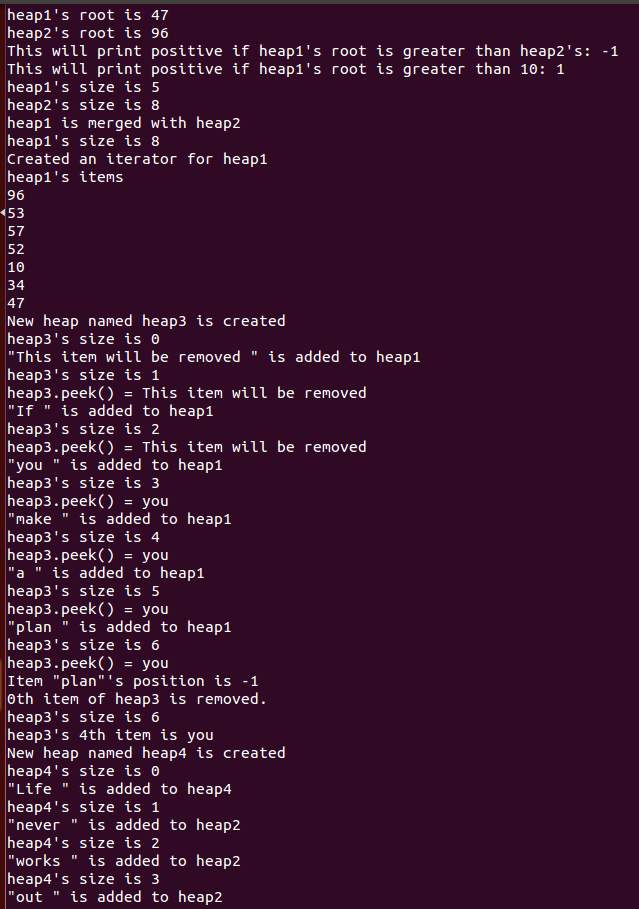 heap1's root is 47
heap2's root is 96
This will print positive if heap1's root is greater than heap2's: -1
This will print positive if heap1's root is greater than 10: 1
heap1's size is 5
heap2's size is 8
heap1 is merged with heap2
heap1's size is 8
Created an iterator for heap1
heap1's items
96
53
57
52
10
34
47
New heap named heap3 is created
heap3's size is 0
"This item will be removed " is added to heap1
heap3's size is 1
heap3.peek() = This item will be removed
"If " is added to heap1
heap3's size is 2
heap3.peek() = This item will be removed
"you " is added to heap1
heap3's size is 3
heap3.peek() = you
"make " is added to heap1
heap3's size is 4
heap3.peek() = you
"a " is added to heap1
heap3's size is 5
heap3.peek() = you
"plan " is added to heap1
heap3's size is 6
heap3.peek() = you
Item "plan"'s position is -1
0th item of heap3 is removed.
heap3's size is 6
heap3's 4th item is you
New heap named heap4 is created
heap4's size is 0
"Life " is added to heap4
heap4's size is 1
"never " is added to heap2
heap4's size is 2
"works " is added to heap2
heap4's size is 3
"out " is added to heap2